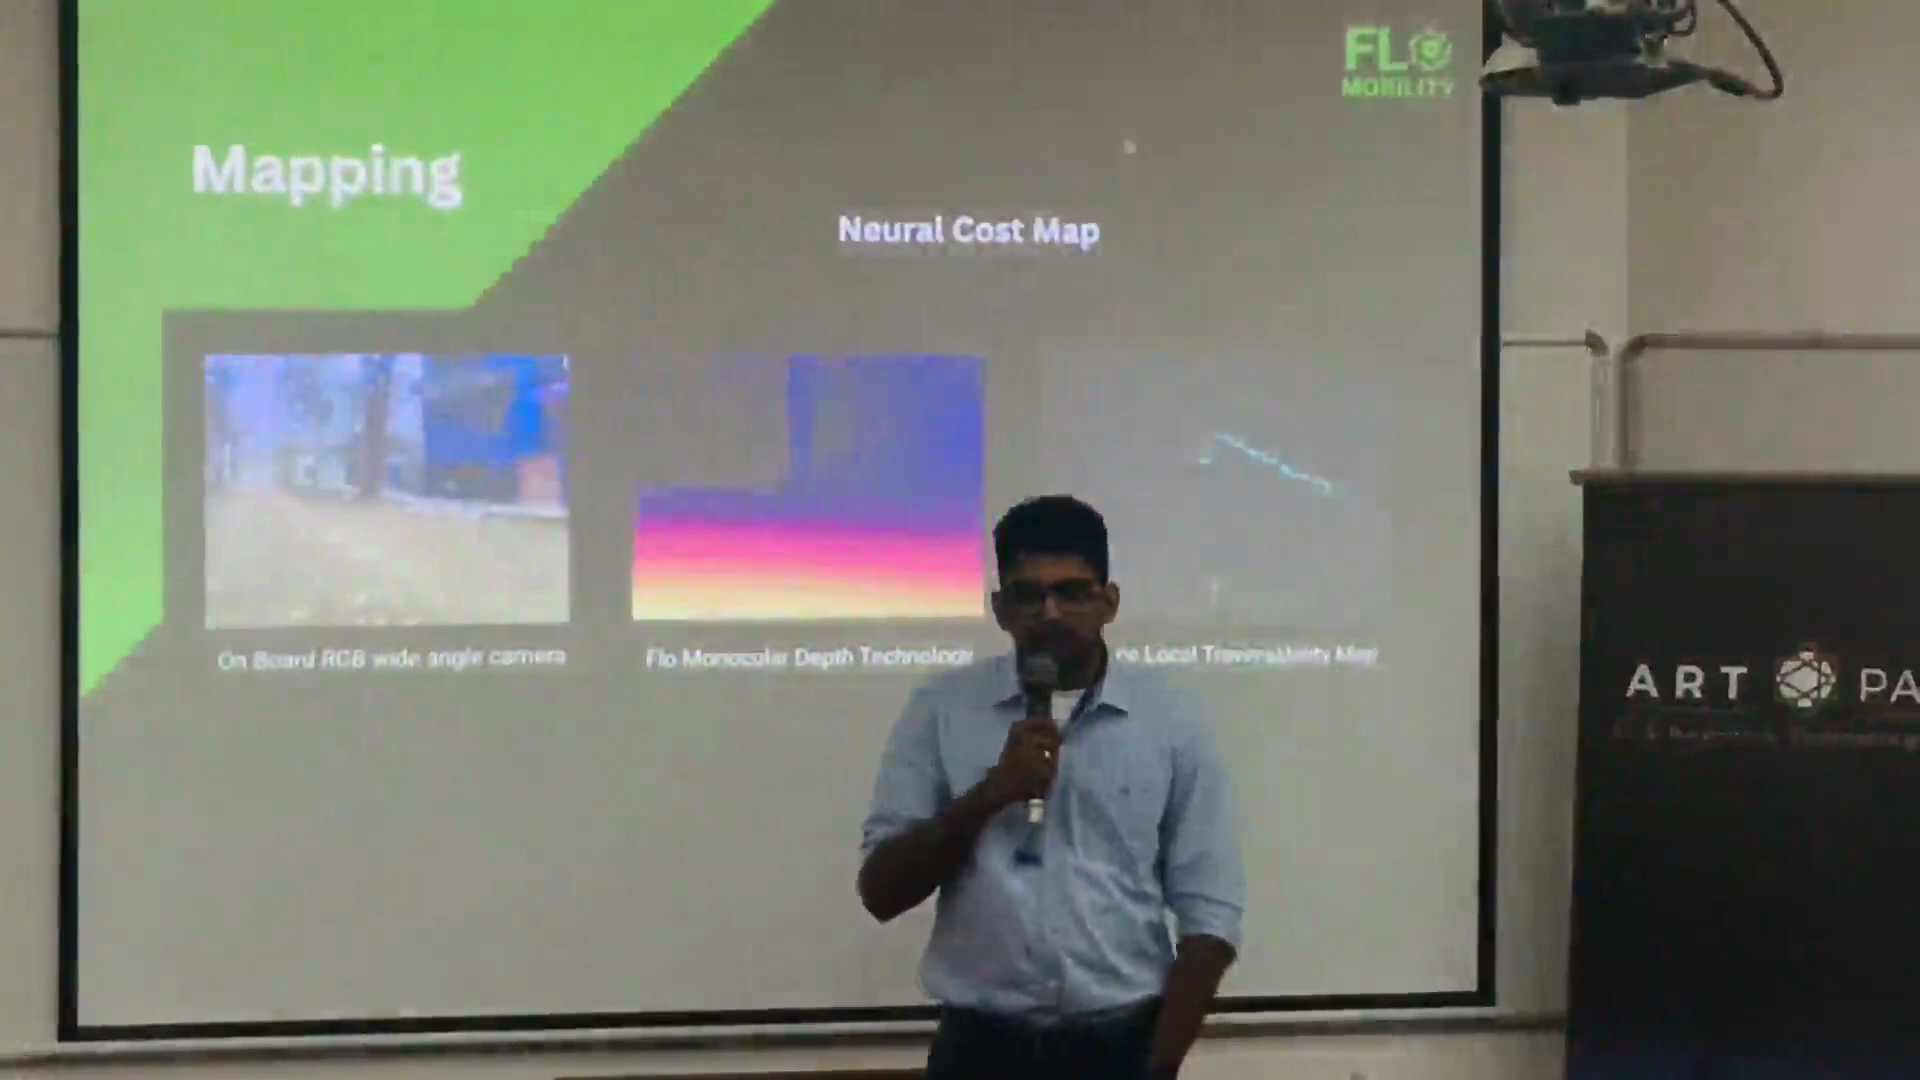 FLO
MOBILITY
Mapping
Neural Cost Map
On Board RGB wide angle camera
Flo Monocular Depth Technology
Local Traversability Map
ART PA